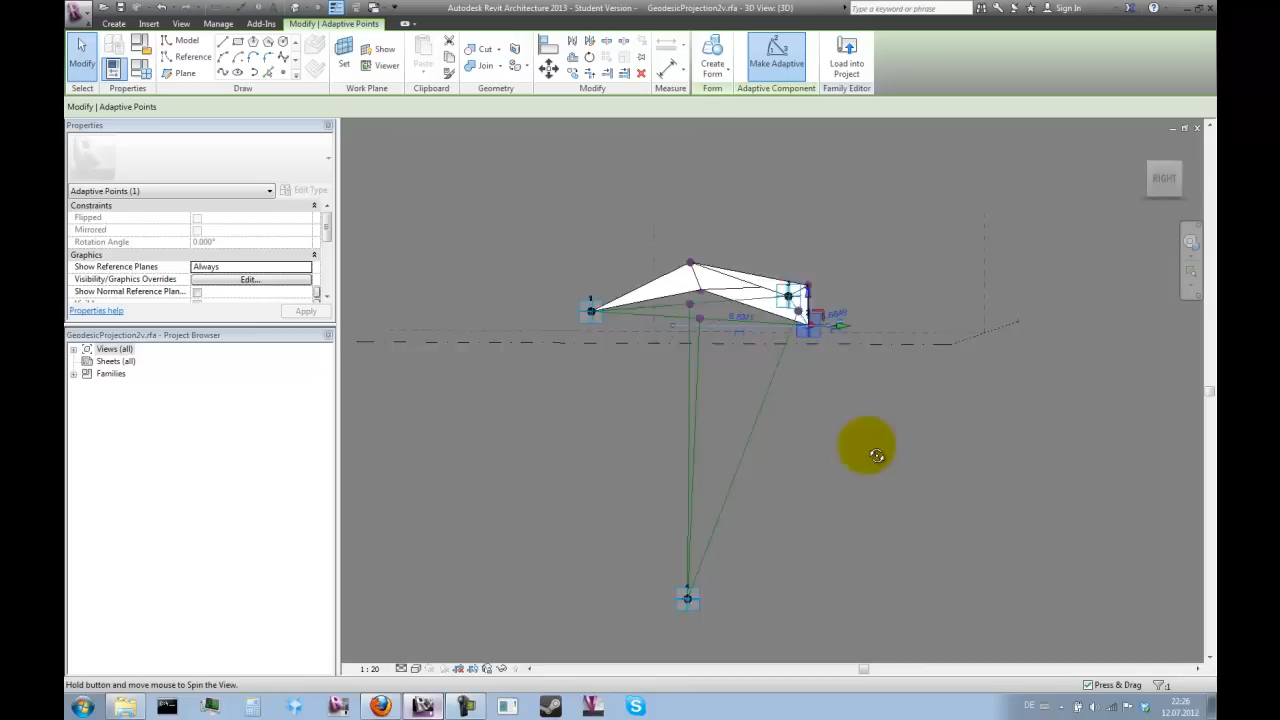 Autodesk Revit Architecture 2013 - Student Version - GeodesicProjection2v.rfa - 3D View: {3D}
Type a keyword or phrase
Sign In
Create Insert View Manage Add-Ins Modify | Adaptive Points
Modify
Model
Reference
Plane
Set
Show
Viewer
Paste
Cut
Join
Create Form
Make Adaptive
Load into Project
Select Properties Draw Work Plane Clipboard Geometry Modify Measure Form Adaptive Component Family Editor
Modify | Adaptive Points
Properties
Adaptive Points (1)
Edit Type
Constraints
Flipped
Mirrored
Rotation Angle 0.000°
Graphics
Show Reference Planes Always
Visibility/Graphics Overrides Edit...
Show Normal Reference Plan...
Properties help
Apply
GeodesicProjection2v.rfa - Project Browser
Views (all)
Sheets (all)
Families
RIGHT
1
1 : 20
Hold button and move mouse to Spin the View.
Press & Drag
:1
DE
22:26
12.07.2012